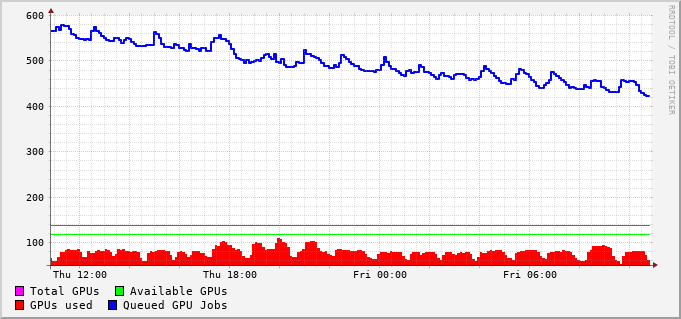 600
500
400
300
200
100
Thu 12:00 Thu 18:00 Fri 00:00 Fri 06:00
Total GPUs Available GPUs
GPUs used Queued GPU Jobs
RRDTOOL / TOBI OETIKER